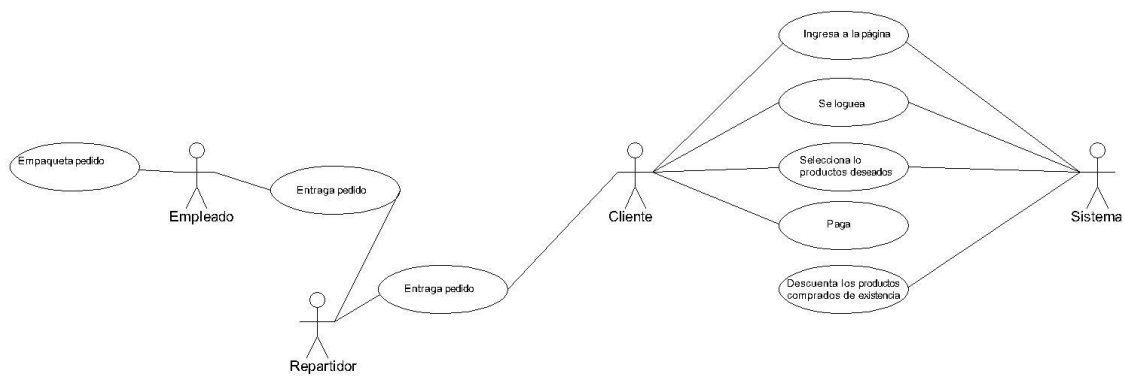 Ingresa a la página
Se loguea
Empaqueta pedido
Selecciona lo
productos deseados
Entraga pedido
Empleado
Cliente
Sistema
Paga
Entraga pedido
Descuenta los productos
comprados de existencia
Repartidor